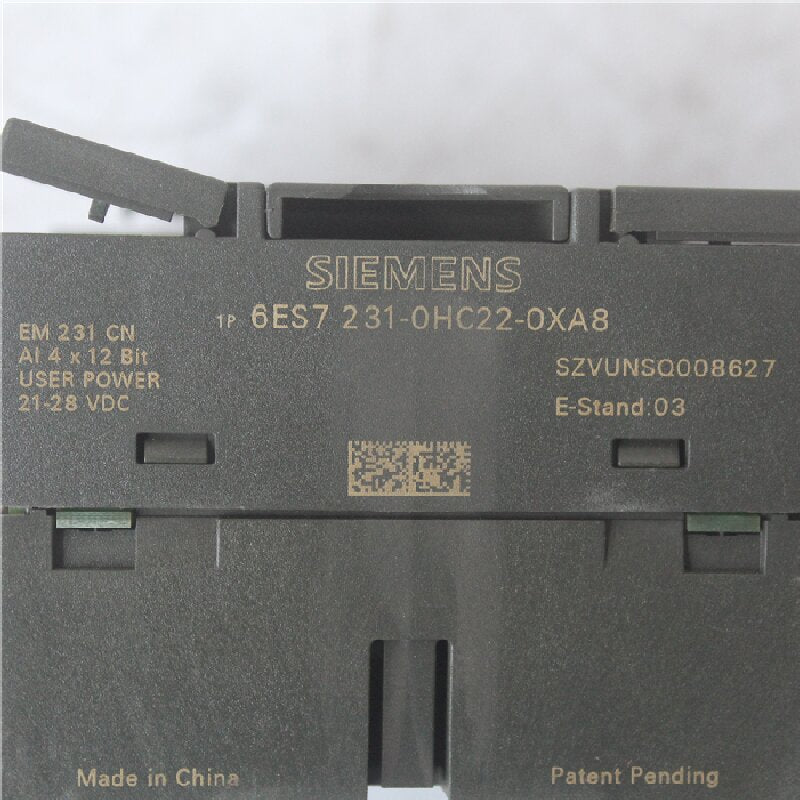 SIEMENS
1P 6ES7 231-0HC22-0XA8
EM 231 CN
AI 4 x 12 Bit
USER POWER
21-28 VDC
SZVUNSQ008627
E-Stand:03
Made in China
Patent Pending